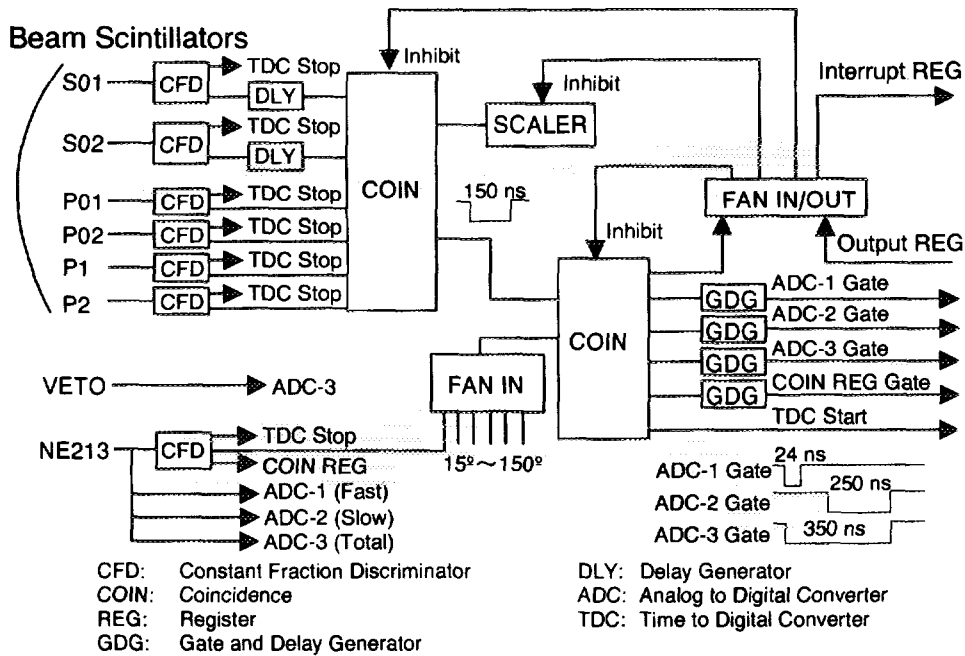 Beam Scintillators
S01 CFD TDC Stop DLY
S02 CFD TDC Stop DLY
P01 CFD TDC Stop
P02 CFD TDC Stop
P1 CFD TDC Stop
P2 CFD TDC Stop
Inhibit
COIN
Inhibit
SCALER
150 ns
Interrupt REG
FAN IN/OUT
Output REG
Inhibit
COIN
GDG ADC-1 Gate
GDG ADC-2 Gate
GDG ADC-3 Gate
GDG COIN REG Gate
TDC Start
FAN IN
15º~150º
VETO ADC-3
NE213 CFD TDC Stop
COIN REG
ADC-1 (Fast)
ADC-2 (Slow)
ADC-3 (Total)
ADC-1 Gate 24 ns
ADC-2 Gate 250 ns
ADC-3 Gate 350 ns
CFD: Constant Fraction Discriminator
COIN: Coincidence
REG: Register
GDG: Gate and Delay Generator
DLY: Delay Generator
ADC: Analog to Digital Converter
TDC: Time to Digital Converter